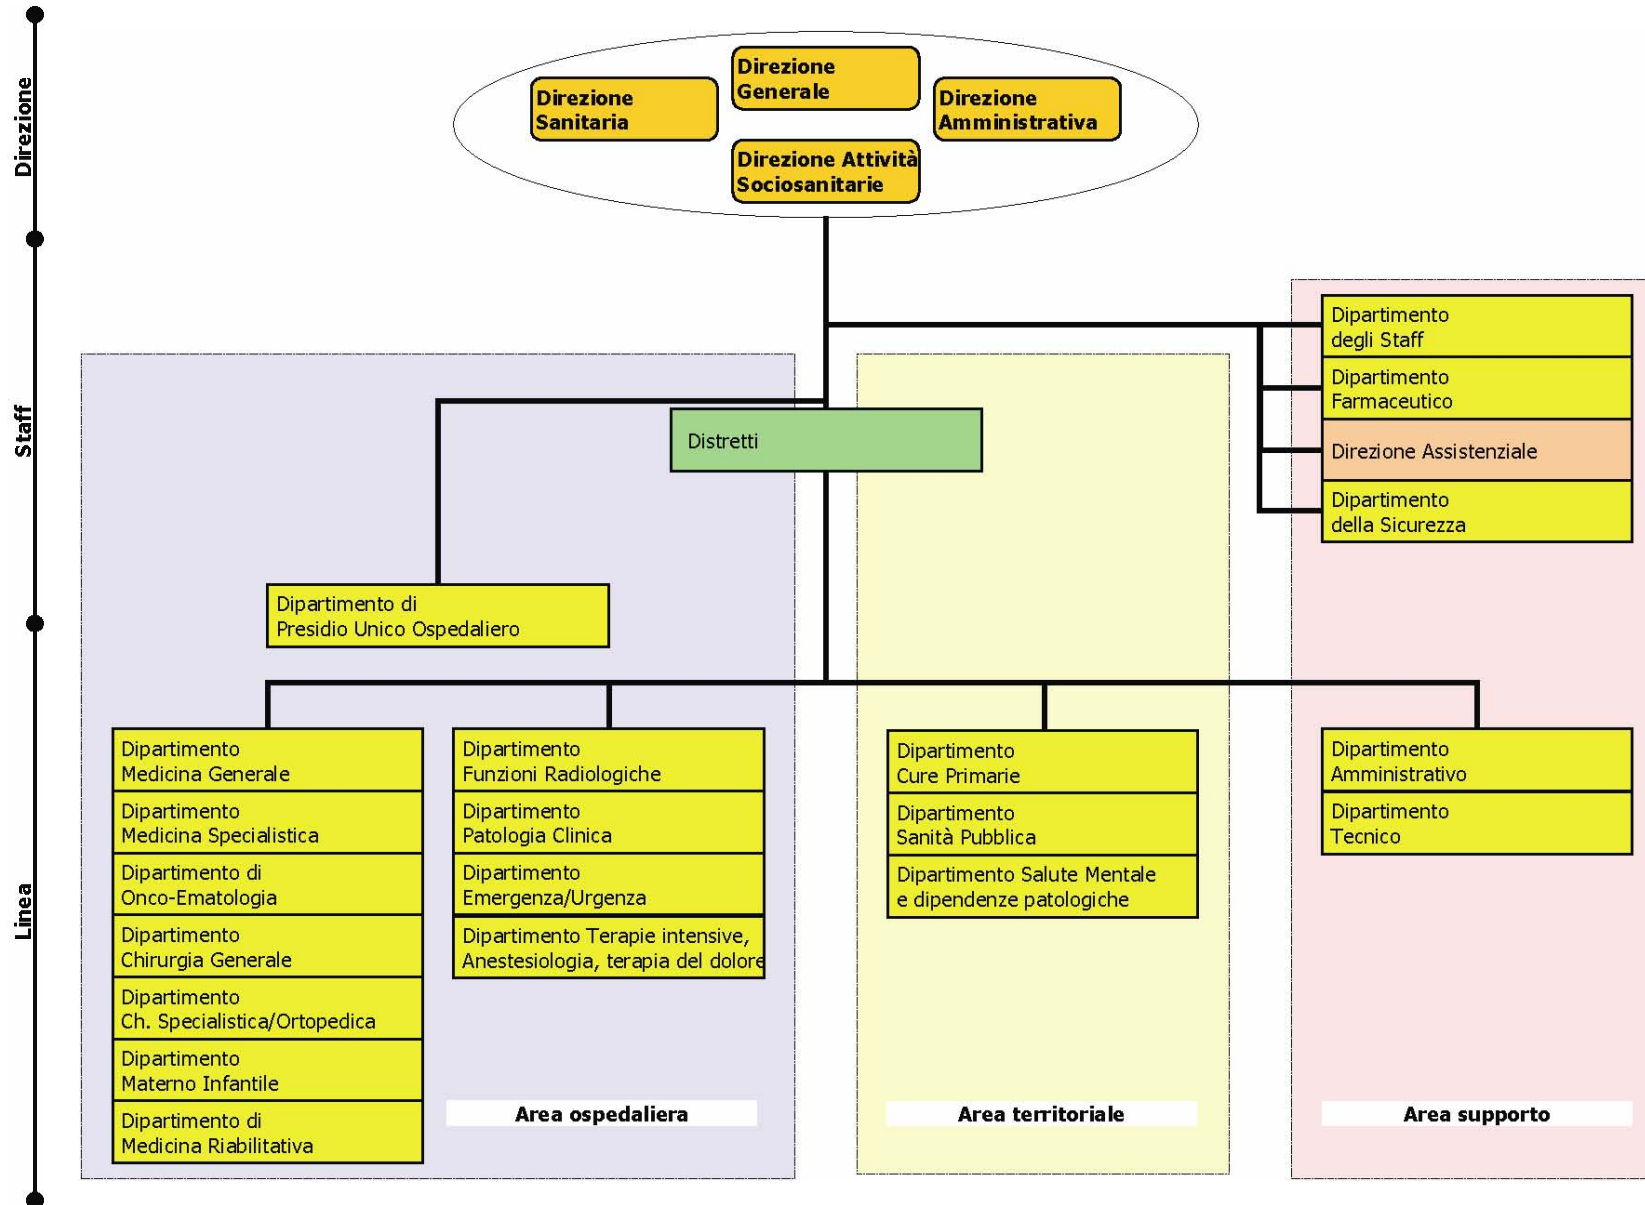 Direzione
Direzione
Generale
Direzione
Sanitaria
Direzione
Amministrativa
Direzione Attività
Sociosanitarie
Staff
Dipartimento
degli Staff
Dipartimento
Farmaceutico
Direzione Assistenziale
Dipartimento
della Sicurezza
Distretti
Dipartimento di
Presidio Unico Ospedaliero
Linea
Dipartimento
Medicina Generale
Dipartimento
Medicina Specialistica
Dipartimento di
Onco-Ematologia
Dipartimento
Chirurgia Generale
Dipartimento
Ch. Specialistica/Ortopedica
Dipartimento
Materno Infantile
Dipartimento di
Medicina Riabilitativa
Dipartimento
Funzioni Radiologiche
Dipartimento
Patologia Clinica
Dipartimento
Emergenza/Urgenza
Dipartimento Terapie intensive,
Anestesiologia, terapia del dolore
Dipartimento
Cure Primarie
Dipartimento
Sanità Pubblica
Dipartimento Salute Mentale
e dipendenze patologiche
Dipartimento
Amministrativo
Dipartimento
Tecnico
Area ospedaliera
Area territoriale
Area supporto